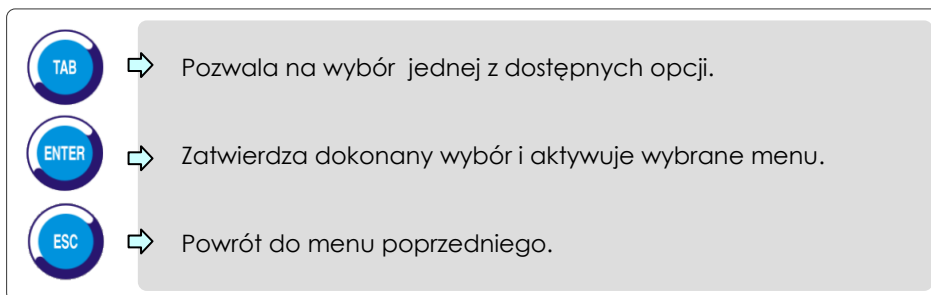 TAB
Pozwala na wybór jednej z dostępnych opcji.
ENTER
Zatwierdza dokonany wybór i aktywuje wybrane menu.
ESC
Powrót do menu poprzedniego.